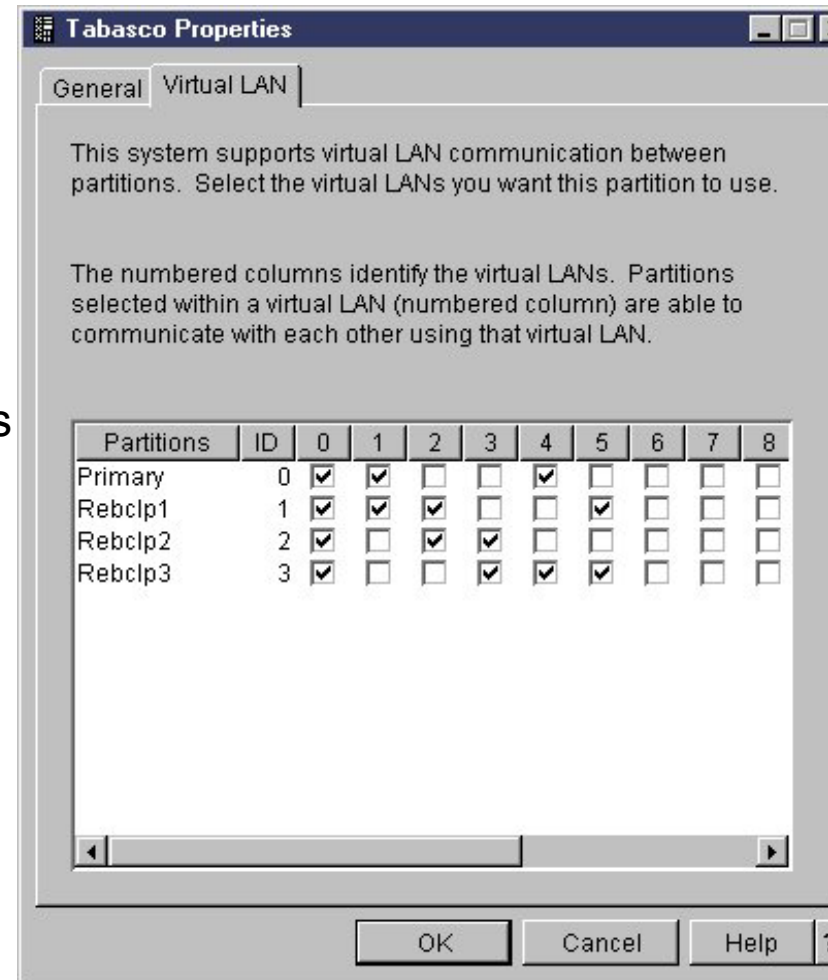 Tabasco Properties
General Virtual LAN
This system supports virtual LAN communication between
partitions. Select the virtual LANs you want this partition to use.
The numbered columns identify the virtual LANs. Partitions
selected within a virtual LAN (numbered column) are able to
communicate with each other using that virtual LAN.
s
Partitions ID 0 1 2 3 4 5 6 7 8
Primary 0
Rebclp1 1
Rebclp2 2
Rebclp3 3
OK Cancel Help